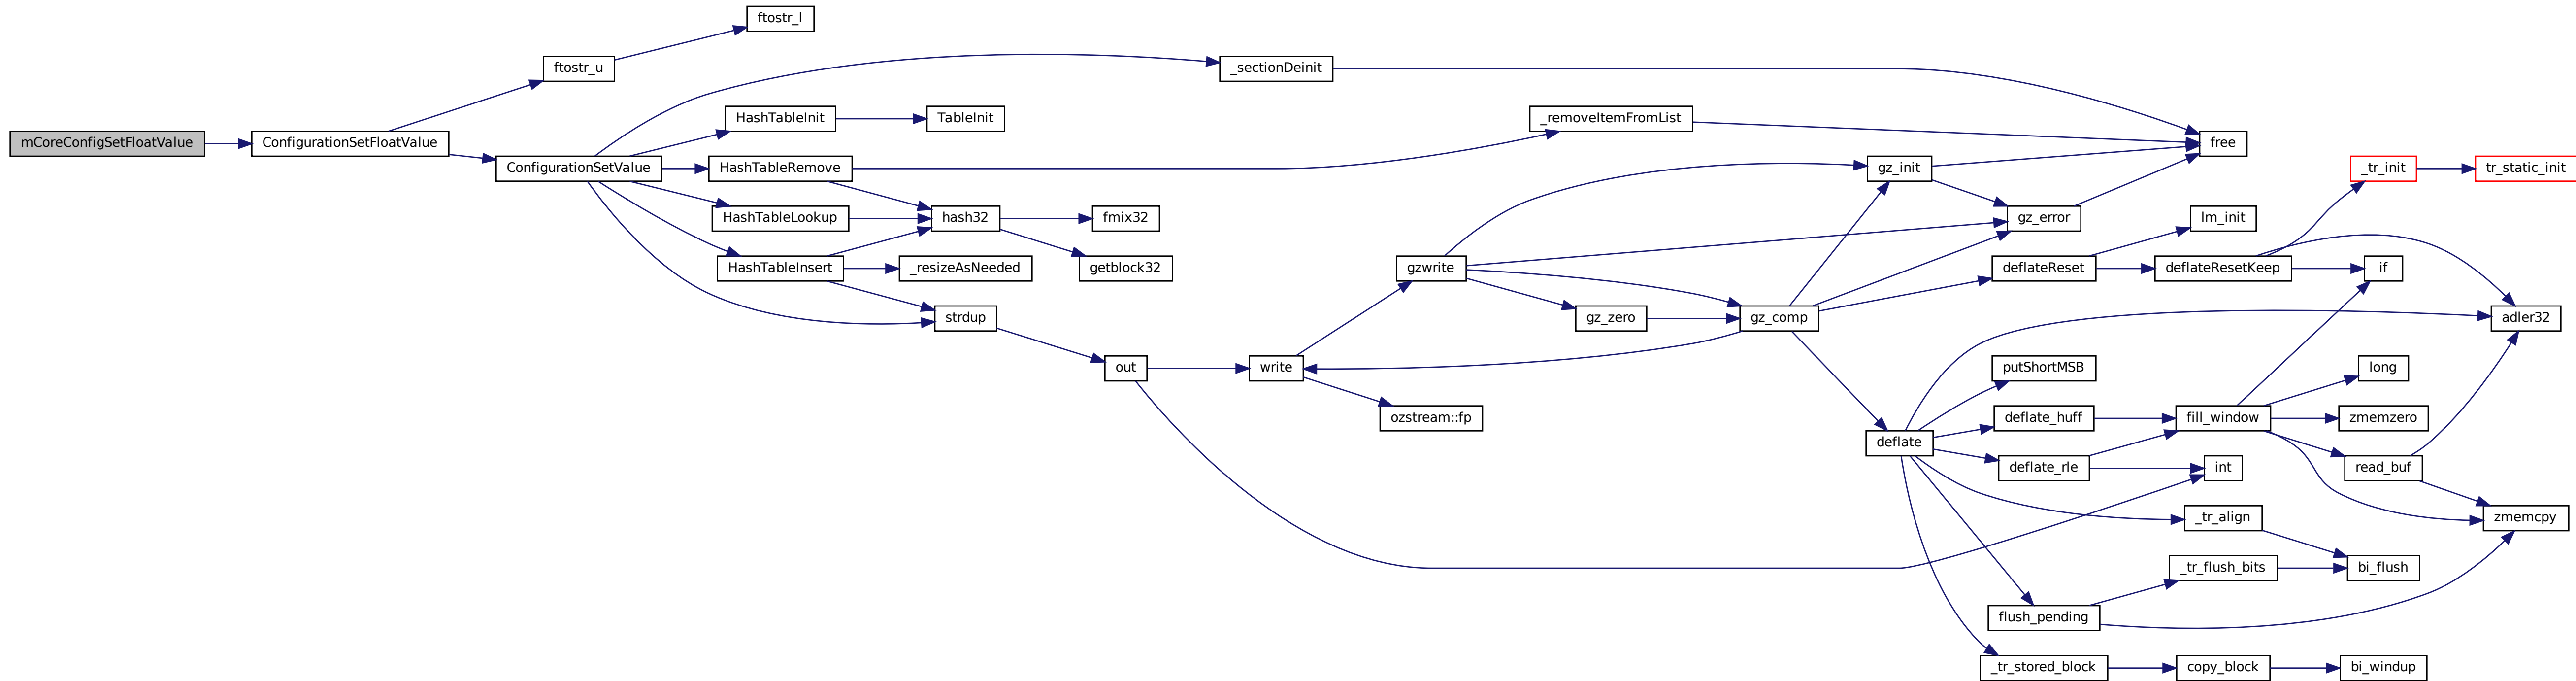 ftostr_l
ftostr_u
_sectionDeinit
HashTableInit
TableInit
_removeItemFromList
mCoreConfigSetFloatValue
ConfigurationSetFloatValue
free
ConfigurationSetValue
HashTableRemove
gz_init
_tr_init
tr_static_init
HashTableLookup
hash32
fmix32
gz_error
lm_init
HashTableInsert
_resizeAsNeeded
getblock32
gzwrite
deflateReset
deflateResetKeep
if
strdup
gz_zero
gz_comp
adler32
out
write
putShortMSB
long
ozstream::fp
deflate_huff
fill_window
zmemzero
deflate
deflate_rle
int
read_buf
_tr_align
zmemcpy
_tr_flush_bits
bi_flush
flush_pending
_tr_stored_block
copy_block
bi_windup